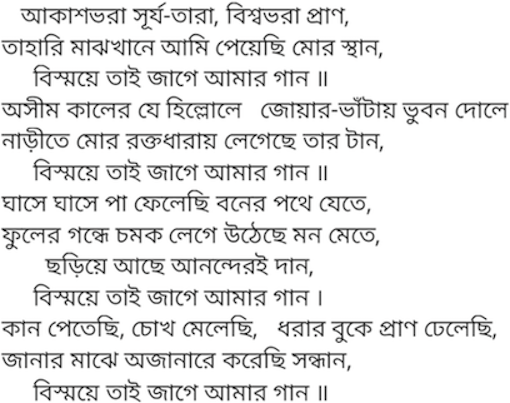 আকাশভরা সূর্য-তারা, বিশ্বভরা প্রাণ,
তাহারি মাঝখানে আমি পেয়েছি মোর স্থান,
বিস্ময়ে তাই জাগে আমার গান ॥
অসীম কালের যে হিল্লোলে জোয়ার-ভাঁটায় ভুবন দোলে
নাড়ীতে মোর রক্তধারায় লেগেছে তার টান,
বিস্ময়ে তাই জাগে আমার গান ॥
ঘাসে ঘাসে পা ফেলেছি বনের পথে যেতে,
ফুলের গন্ধে চমক লেগে উঠেছে মন মেতে,
ছড়িয়ে আছে আনন্দেরই দান,
বিস্ময়ে তাই জাগে আমার গান ।
কান পেতেছি, চোখ মেলেছি, ধরার বুকে প্রাণ ঢেলেছি,
জানার মাঝে অজানারে করেছি সন্ধান,
বিস্ময়ে তাই জাগে আমার গান ॥